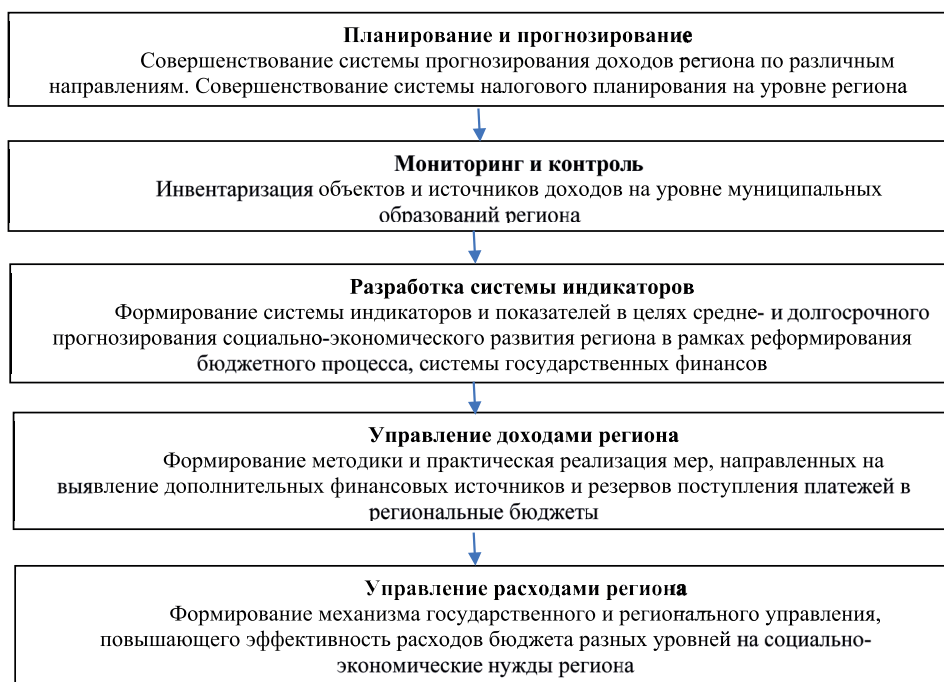 Планирование и прогнозирование
Совершенствование системы прогнозирования доходов региона по различным
направлениям. Совершенствование системы налогового планирования на уровне региона
Мониторинг и контроль
Инвентаризация объектов и источников доходов на уровне муниципальных
образований региона
Разработка системы индикаторов
Формирование системы индикаторов и показателей в целях средне- и долгосрочного
прогнозирования социально-экономического развития региона в рамках реформирования
бюджетного процесса, системы государственных финансов
Управление доходами региона
Формирование методики и практическая реализация мер, направленных на
выявление дополнительных финансовых источников и резервов поступления платежей в
региональные бюджеты
Управление расходами региона
Формирование механизма государственного и регионального управления,
повышающего эффективность расходов бюджета разных уровней на социально-
экономические нужды региона